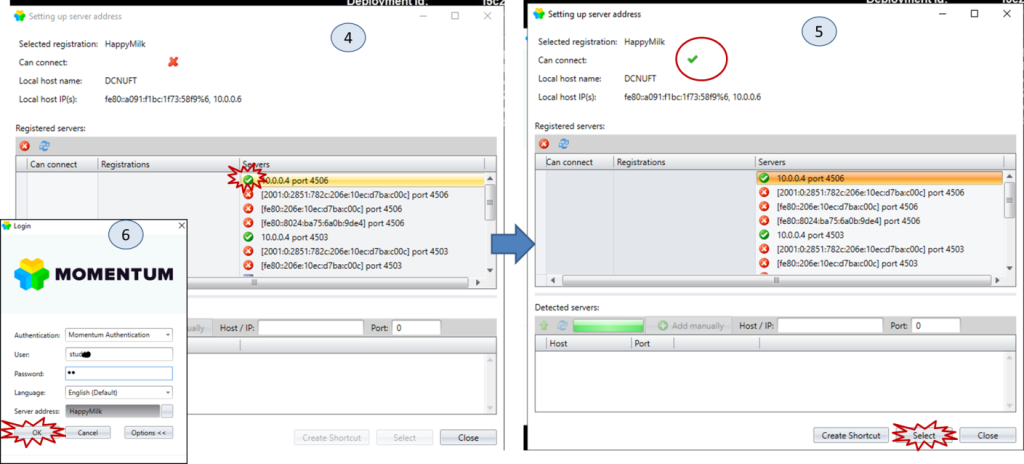 Deployment id:
Setting up server address
4
Selected registration: HappyMilk
Can connect:
Local host name: DCNUFT
Local host IP(s): fe80::a091:f1bc:1f73:58f9%6, 10.0.0.6
Registered servers:
Can connect Registrations Servers
10.0.0.4 port 4506
[2001:0:2851:782c:206e:10ec:d7ba:c00c] port 4506
[fe80::206e:10ec:d7ba:c00c] port 4506
[fe80::8024:ba75:6a0b:9de4] port 4506
10.0.0.4 port 4503
[2001:0:2851:782c:206e:10ec:d7ba:c00c] port 4503
[fe80::206e:10ec:d7ba:c00c] port 4503
Host / IP: Port: 0
Create Shortcut Select Close
Login
6
MOMENTUM
Authentication: Momentum Authentication
User: stud
Password:
Language: English (Default)
Server address: HappyMilk
OK Cancel Options <<
Setting up server address
5
Selected registration: HappyMilk
Can connect:
Local host name: DCNUFT
Local host IP(s): fe80::a091:f1bc:1f73:58f9%6, 10.0.0.6
Registered servers:
Can connect Registrations Servers
10.0.0.4 port 4506
[2001:0:2851:782c:206e:10ec:d7ba:c00c] port 4506
[fe80::206e:10ec:d7ba:c00c] port 4506
[fe80::8024:ba75:6a0b:9de4] port 4506
10.0.0.4 port 4503
[2001:0:2851:782c:206e:10ec:d7ba:c00c] port 4503
[fe80::206e:10ec:d7ba:c00c] port 4503
Detected servers:
Add manually Host / IP: Port: 0
Host Port
Create Shortcut Select Close